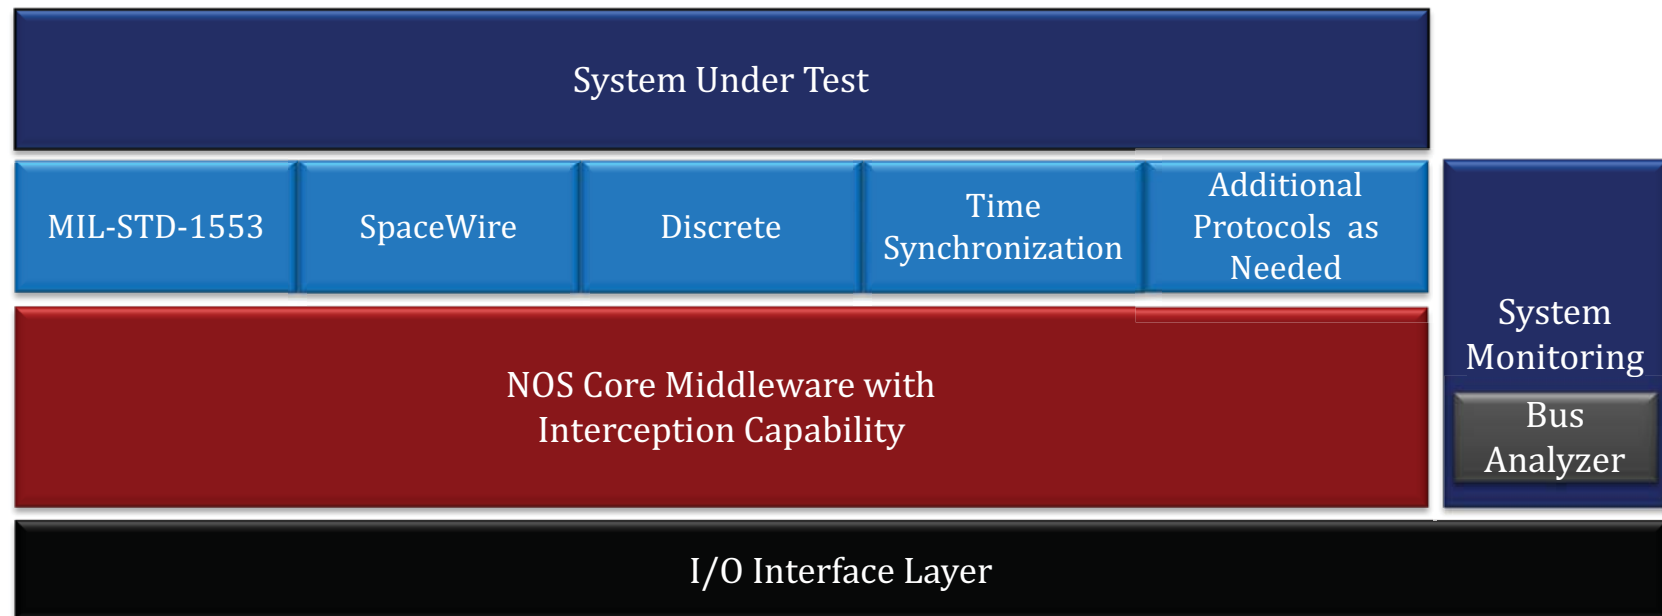 System Under Test
MIL-STD-1553
SpaceWire
Discrete
Time
Synchronization
Additional
Protocols as
Needed
System
Monitoring
Bus
Analyzer
NOS Core Middleware with
Interception Capability
I/O Interface Layer